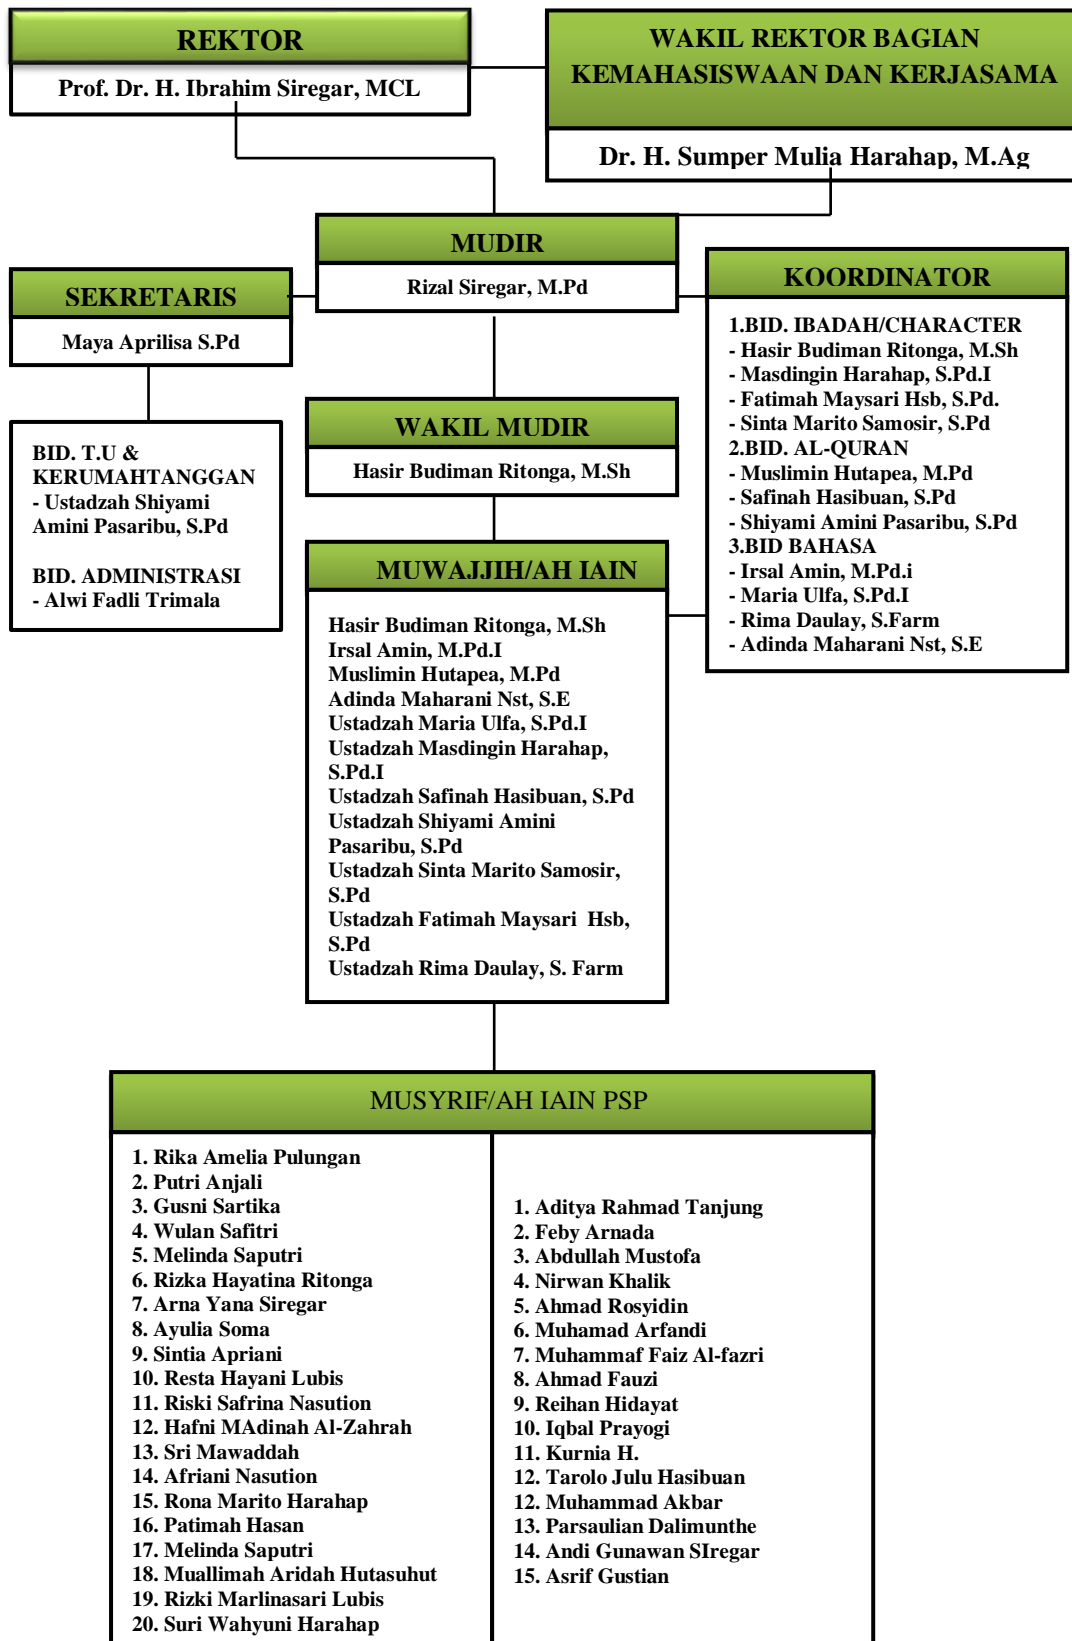 REKTOR
Prof. Dr. H. Ibrahim Siregar, MCL
WAKIL REKTOR BAGIAN
KEMAHASISWAAN DAN KERJASAMA
Dr. H. Sumper Mulia Harahap, M.Ag
MUDIR
Rizal Siregar, M.Pd
SEKRETARIS
Maya Aprilisa S.Pd
BID. T.U &
KERUMAHTANGGAN
- Ustadzah Shiyami
Amini Pasaribu, S.Pd
BID. ADMINISTRASI
- Alwi Fadli Trimala
WAKIL MUDIR
Hasir Budiman Ritonga, M.Sh
KOORDINATOR
1.BID. IBADAH/CHARACTER
- Hasir Budiman Ritonga, M.Sh
- Masdingin Harahap, S.Pd.I
- Fatimah Maysari Hsb, S.Pd.
- Sinta Marito Samosir, S.Pd
2.BID. AL-QURAN
- Muslimin Hutapea, M.Pd
- Safinah Hasibuan, S.Pd
- Shiyami Amini Pasaribu, S.Pd
3.BID BAHASA
- Irsal Amin, M.Pd.i
- Maria Ulfa, S.Pd.I
- Rima Daulay, S.Farm
- Adinda Maharani Nst, S.E
MUWAJJIH/AH IAIN
Hasir Budiman Ritonga, M.Sh
Irsal Amin, M.Pd.I
Muslimin Hutapea, M.Pd
Adinda Maharani Nst, S.E
Ustadzah Maria Ulfa, S.Pd.I
Ustadzah Masdingin Harahap,
S.Pd.I
Ustadzah Safinah Hasibuan, S.Pd
Ustadzah Shiyami Amini
Pasaribu, S.Pd
Ustadzah Sinta Marito Samosir,
S.Pd
Ustadzah Fatimah Maysari Hsb,
S.Pd
Ustadzah Rima Daulay, S. Farm
MUSYRIF/AH IAIN PSP
1. Rika Amelia Pulungan
2. Putri Anjali
3. Gusni Sartika
4. Wulan Safitri
5. Melinda Saputri
6. Rizka Hayatina Ritonga
7. Arna Yana Siregar
8. Ayulia Soma
9. Sintia Apriani
10. Resta Hayani Lubis
11. Riski Safrina Nasution
12. Hafni MAdinah Al-Zahrah
13. Sri Mawaddah
14. Afriani Nasution
15. Rona Marito Harahap
16. Patimah Hasan
17. Melinda Saputri
18. Muallimah Aridah Hutasuhut
19. Rizki Marlinasari Lubis
20. Suri Wahyuni Harahap
1. Aditya Rahmad Tanjung
2. Feby Arnada
3. Abdullah Mustofa
4. Nirwan Khalik
5. Ahmad Rosyidin
6. Muhamad Arfandi
7. Muhammaf Faiz Al-fazri
8. Ahmad Fauzi
9. Reihan Hidayat
10. Iqbal Prayogi
11. Kurnia H.
12. Tarolo Julu Hasibuan
12. Muhammad Akbar
13. Parsaulian Dalimunthe
14. Andi Gunawan SIregar
15. Asrif Gustian